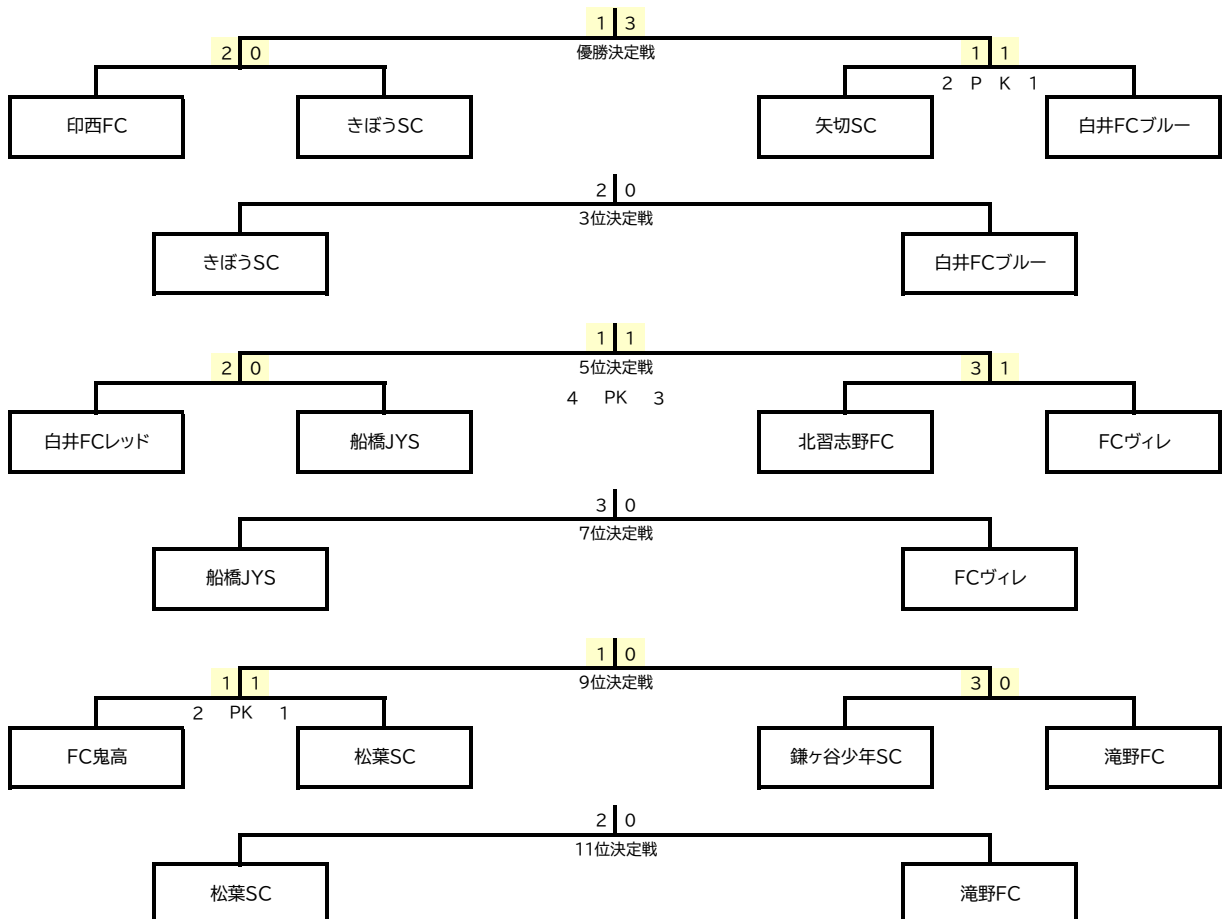 1 3
優勝決定戦
2 0
1 1
2 P K 1
印西FC
きぼうSC
矢切SC
白井FCブルー
2 0
3位決定戦
きぼうSC
白井FCブルー
1 1
5位決定戦
4 PK 3
2 0
3 1
白井FCレッド
船橋JYS
北習志野FC
FCヴィレ
3 0
7位決定戦
船橋JYS
FCヴィレ
1 0
9位決定戦
1 1
2 PK 1
3 0
FC鬼高
松葉SC
鎌ヶ谷少年SC
滝野FC
2 0
11位決定戦
松葉SC
滝野FC